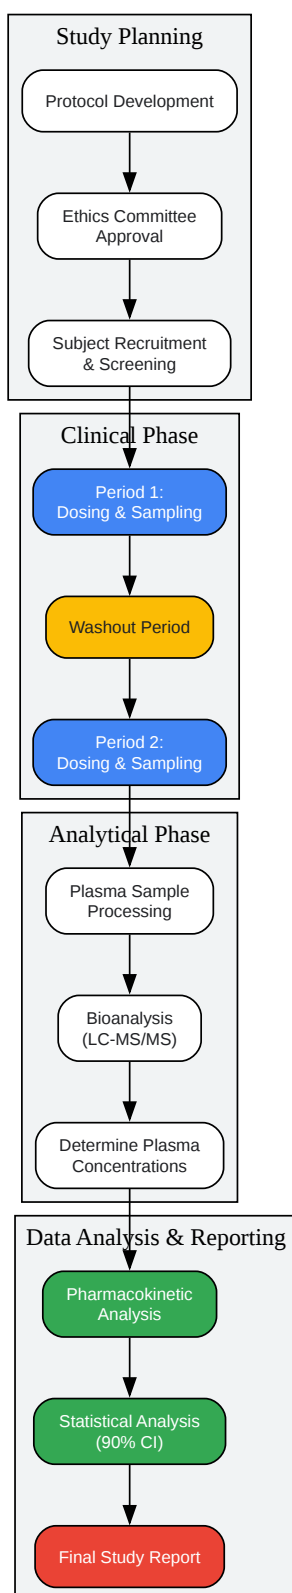 Study Planning
Protocol Development
Ethics Committee
Approval
Subject Recruitment
& Screening
Clinical Phase
Period 1:
Dosing & Sampling
Washout Period
Period 2:
Dosing & Sampling
Analytical Phase
Plasma Sample
Processing
Bioanalysis
(LC-MS/MS)
Determine Plasma
Concentrations
Data Analysis & Reporting
Pharmacokinetic
Analysis
Statistical Analysis
(90% CI)
Final Study Report